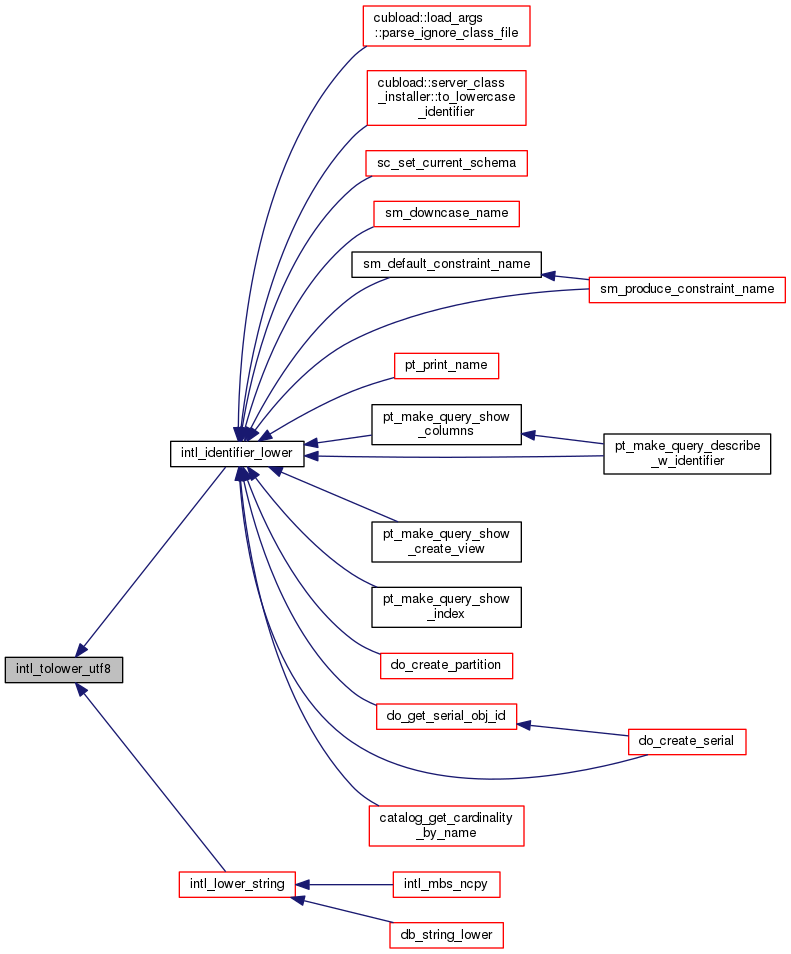 cubload::load_args
::parse_ignore_class_file
cubload::server_class
_installer::to_lowercase
_identifier
sc_set_current_schema
sm_downcase_name
sm_default_constraint_name
sm_produce_constraint_name
pt_print_name
pt_make_query_show
_columns
pt_make_query_describe
_w_identifier
intl_identifier_lower
pt_make_query_show
_create_view
pt_make_query_show
_index
do_create_partition
intl_tolower_utf8
do_get_serial_obj_id
do_create_serial
catalog_get_cardinality
_by_name
intl_lower_string
intl_mbs_ncpy
db_string_lower